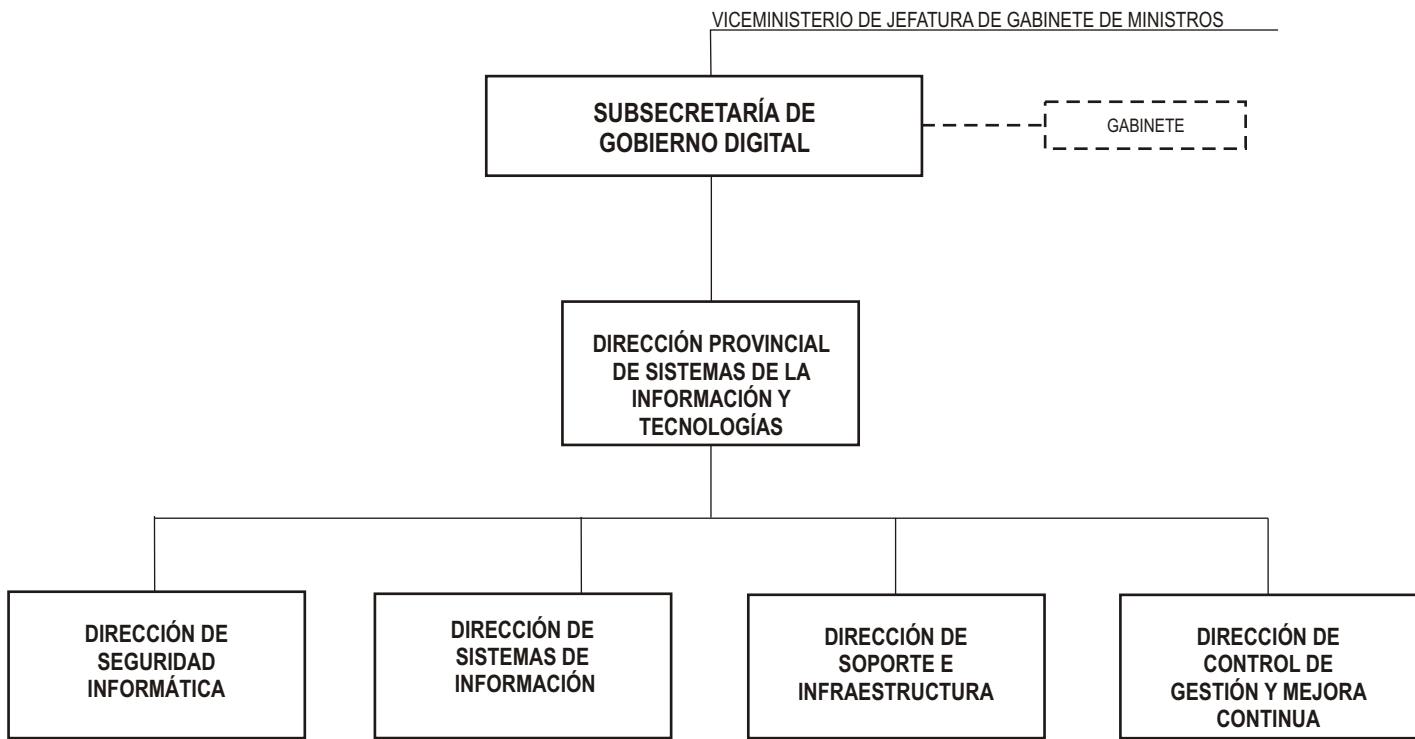 VICEMINISTERIO DE JEFATURA DE GABINETE DE MINISTROS
SUBSECRETARÍA DE
GOBIERNO DIGITAL
GABINETE
DIRECCIÓN PROVINCIAL
DE SISTEMAS DE LA
INFORMACIÓN Y
TECNOLOGÍAS
DIRECCIÓN DE
SEGURIDAD
INFORMÁTICA
DIRECCIÓN DE
SISTEMAS DE
INFORMACIÓN
DIRECCIÓN DE
SOPORTE E
INFRAESTRUCTURA
DIRECCIÓN DE
CONTROL DE
GESTIÓN Y MEJORA
CONTINUA